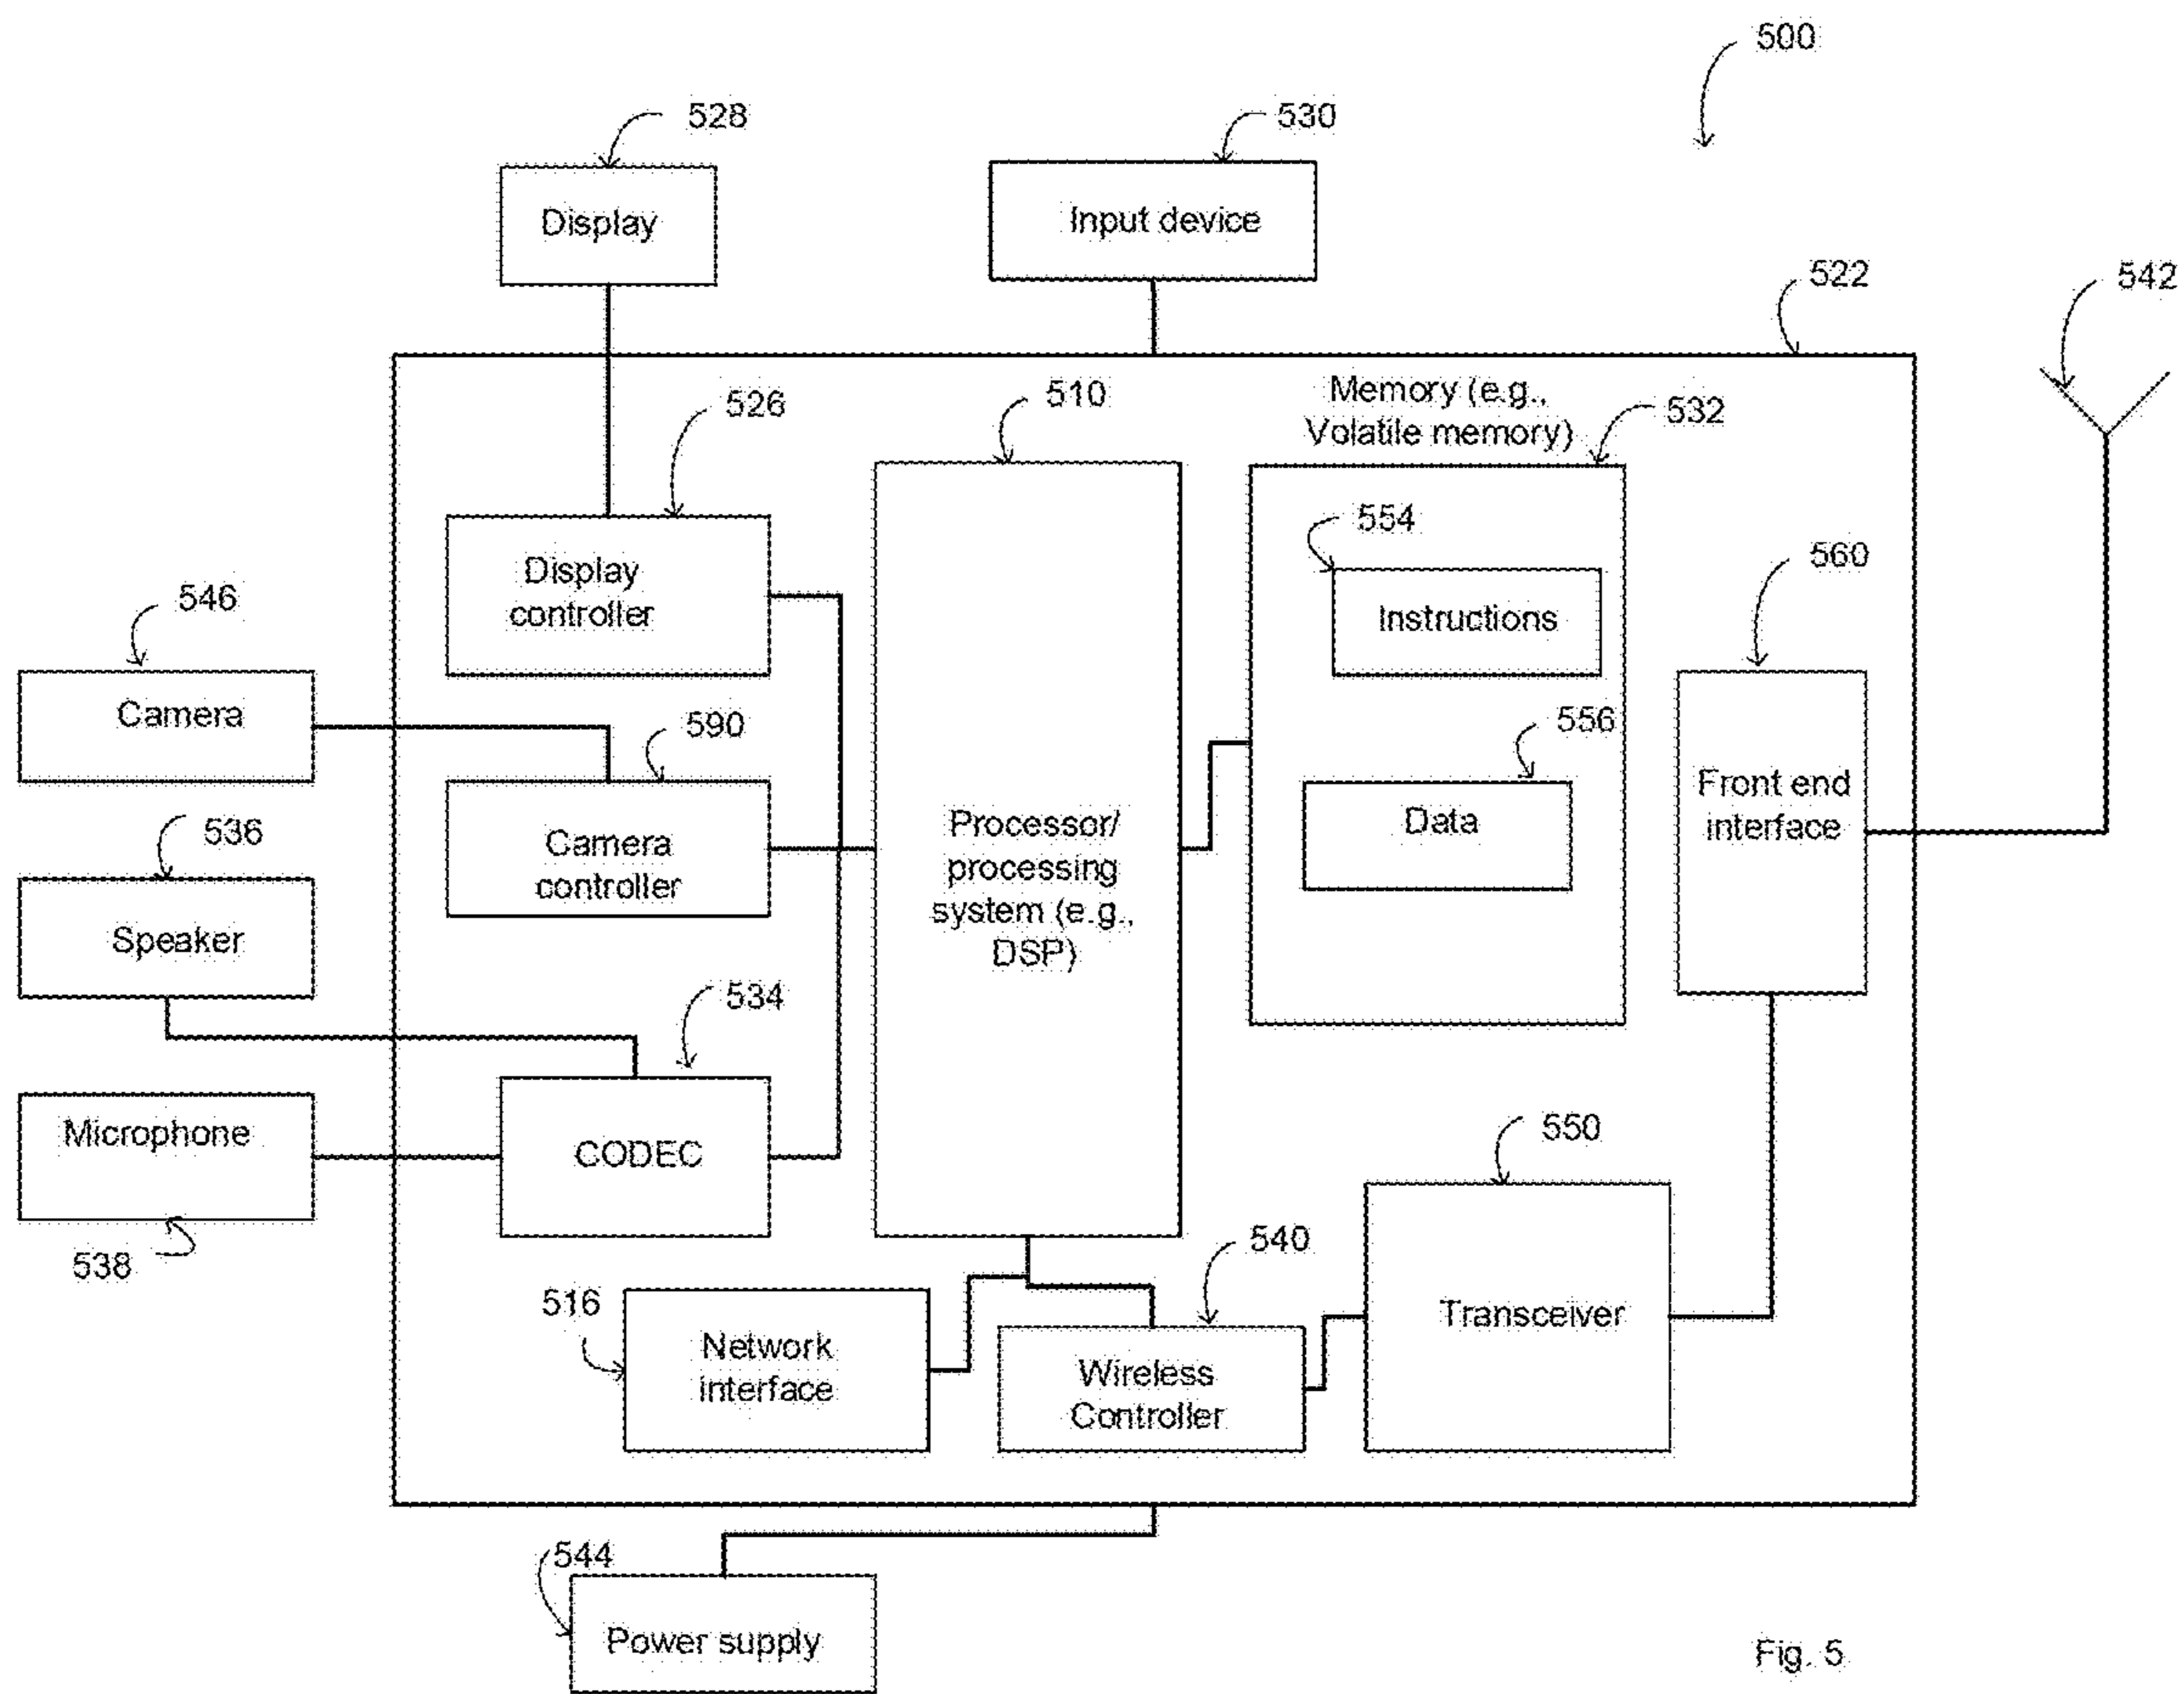 500
528
530
Display
Input device
522
542
Memory (e.g.,
Volatile memory)
526
510
532
554
Display
controller
Instructions
560
546
Camera
590
556
Camera
controller
Data
Front end
interface
536
Speaker
Processor/
processing
system (e.g.,
DSP)
534
Microphone
CODEC
550
538
540
516
Network
interface
Wireless
Controller
Transceiver
544
Power supply
Fig. 5